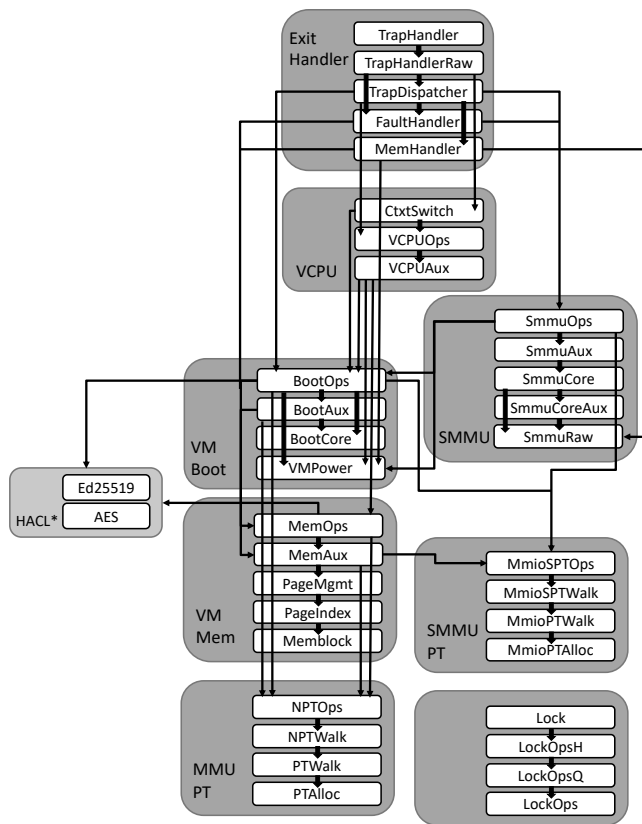 Exit
Handler
TrapHandler
TrapHandlerRaw
TrapDispatcher
FaultHandler
MemHandler
VCPU
CtxtSwitch
VCPUOps
VCPUAux
SMMU
SmmuOps
SmmuAux
SmmuCore
SmmuCoreAux
SmmuRaw
VM
Boot
BootOps
BootAux
BootCore
VMPower
HACL*
Ed25519
AES
VM
Mem
MemOps
MemAux
PageMgmt
PageIndex
Memblock
SMMU
PT
MmioSPTOps
MmioSPTWalk
MmioPTWalk
MmioPTAlloc
MMU
PT
NPTOps
NPTWalk
PTWalk
PTAlloc
Lock
LockOpsH
LockOpsQ
LockOps